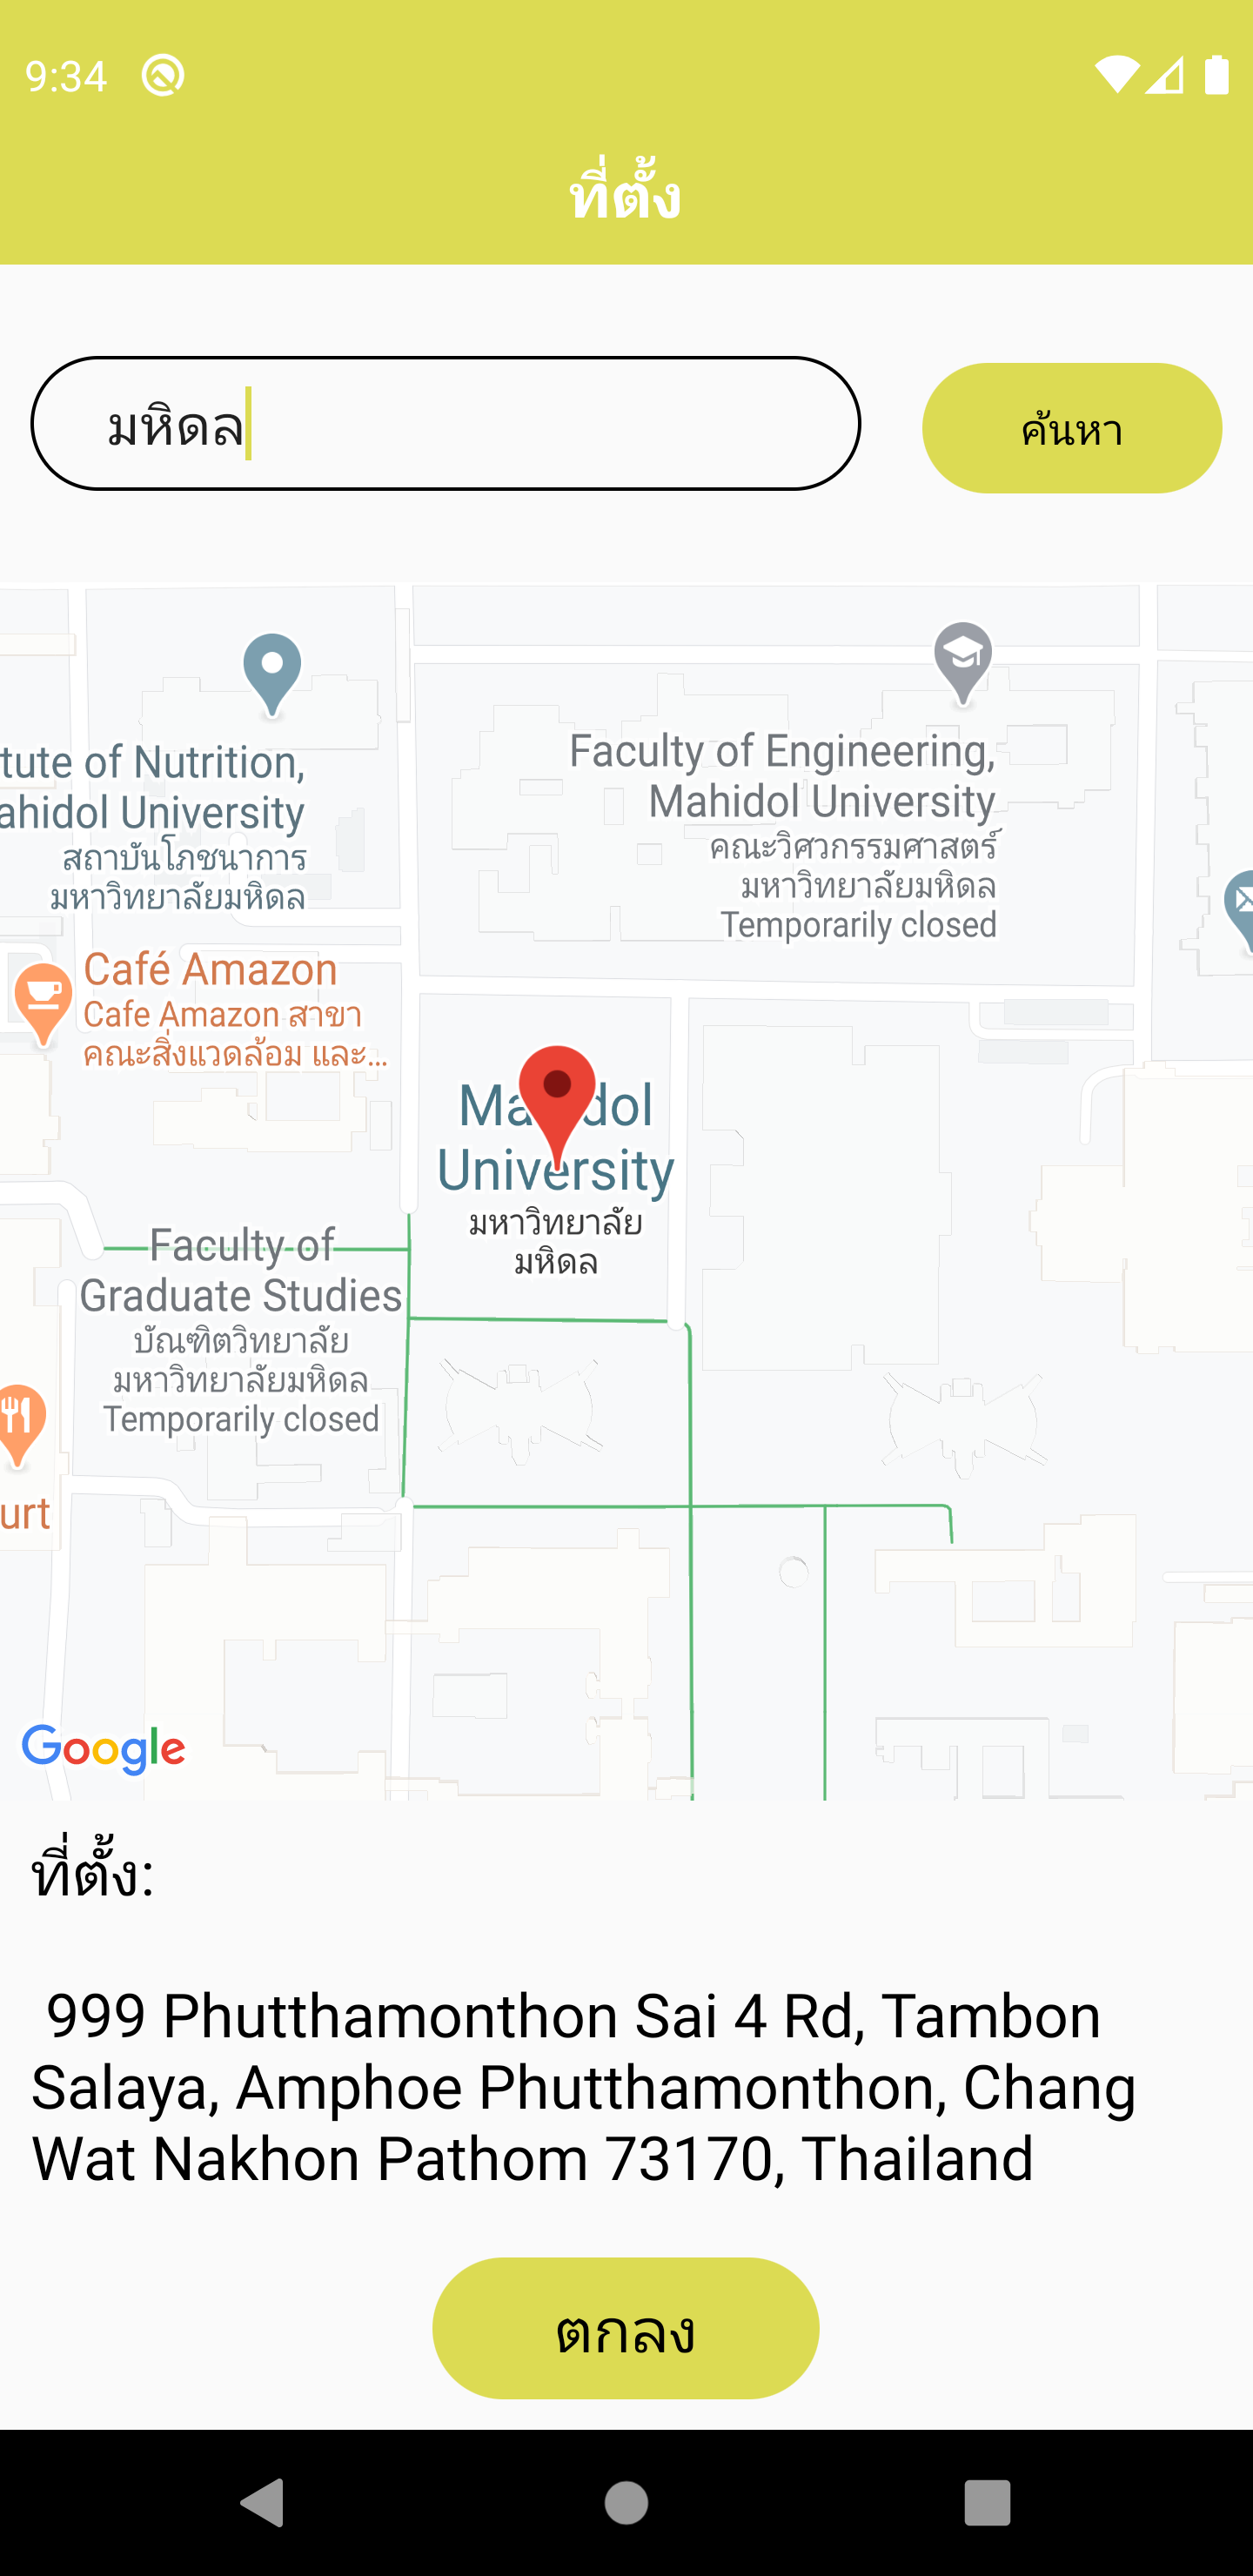 9:34
ที่ตั้ง
มหิดล
ค้นหา
tute of Nutrition,
ahidol University
สถาบันโภชนาการ
มหาวิทยาลัยมหิดล
Faculty of Engineering,
Mahidol University
คณะวิศวกรรมศาสตร์
มหาวิทยาลัยมหิดล
Temporarily closed
Café Amazon
Cafe Amazon สาขา
คณะสิ่งแวดล้อม และ...
Mahidol
University
มหาวิทยาลัย
มหิดล
Faculty of
Graduate Studies
บัณฑิตวิทยาลัย
มหาวิทยาลัยมหิดล
Temporarily closed
urt
Google
ที่ตั้ง:
999 Phutthamonthon Sai 4 Rd, Tambon
Salaya, Amphoe Phutthamonthon, Chang
Wat Nakhon Pathom 73170, Thailand
ตกลง